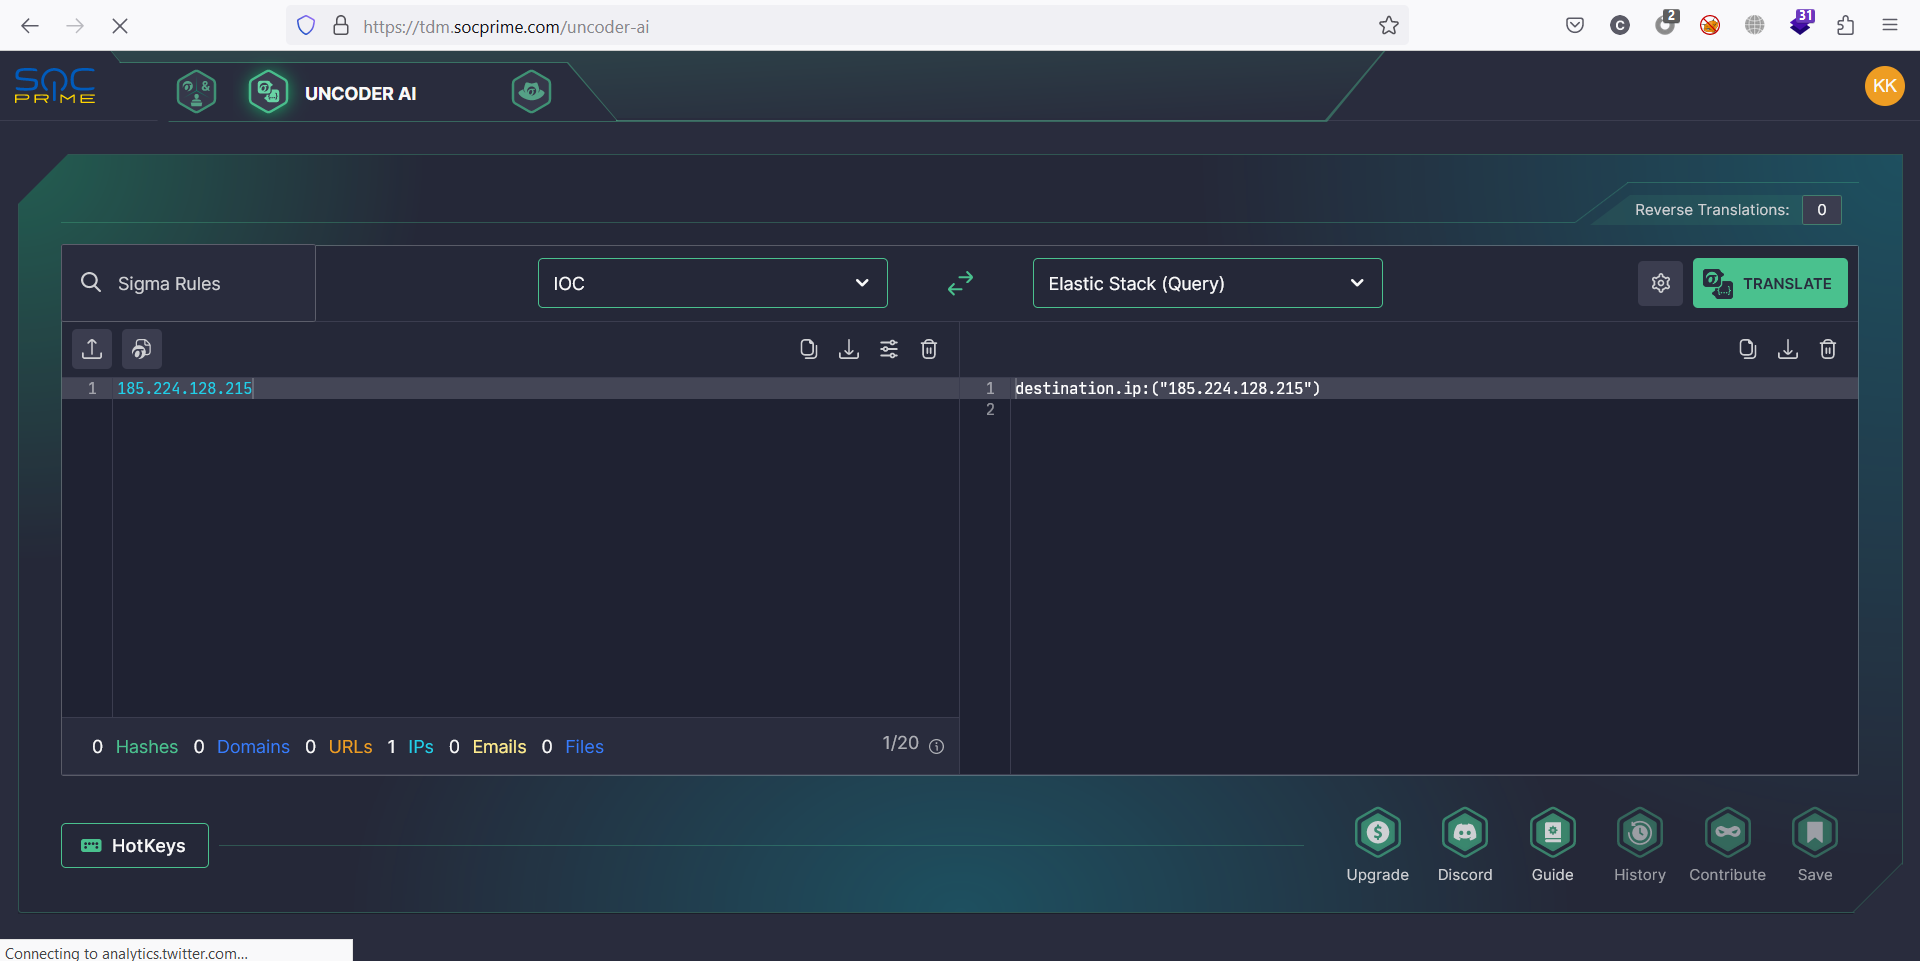 https://tdm.socprime.com/uncoder-ai
C
2
31
SOC
PRIME
&
UNCODER AI
KK
Reverse Translations: 0
Sigma Rules
IOC
Elastic Stack (Query)
TRANSLATE
1 185.224.128.215
1 destination.ip:("185.224.128.215")
2
0 Hashes 0 Domains 0 URLs 1 IPs 0 Emails 0 Files
1/20
HotKeys
Upgrade
Discord
Guide
History
Contribute
Save
Connecting to analytics.twitter.com...